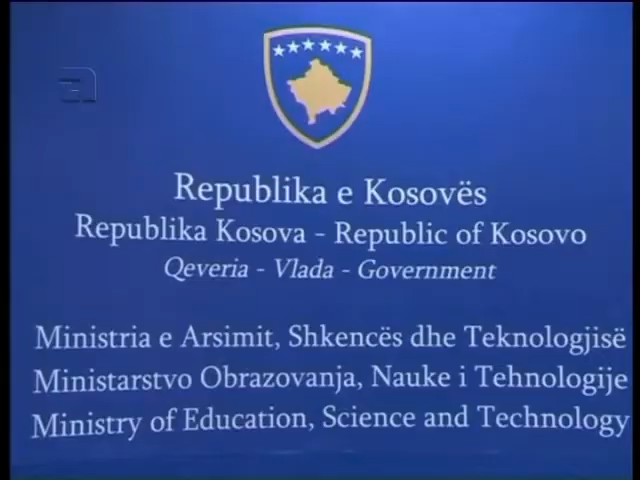 Republika e Kosovës
Republika Kosova - Republic of Kosovo
Qeveria - Vlada - Government
Ministria e Arsimit, Shkencës dhe Teknologjisë
Ministarstvo Obrazovanja, Nauke i Tehnologije
Ministry of Education, Science and Technology